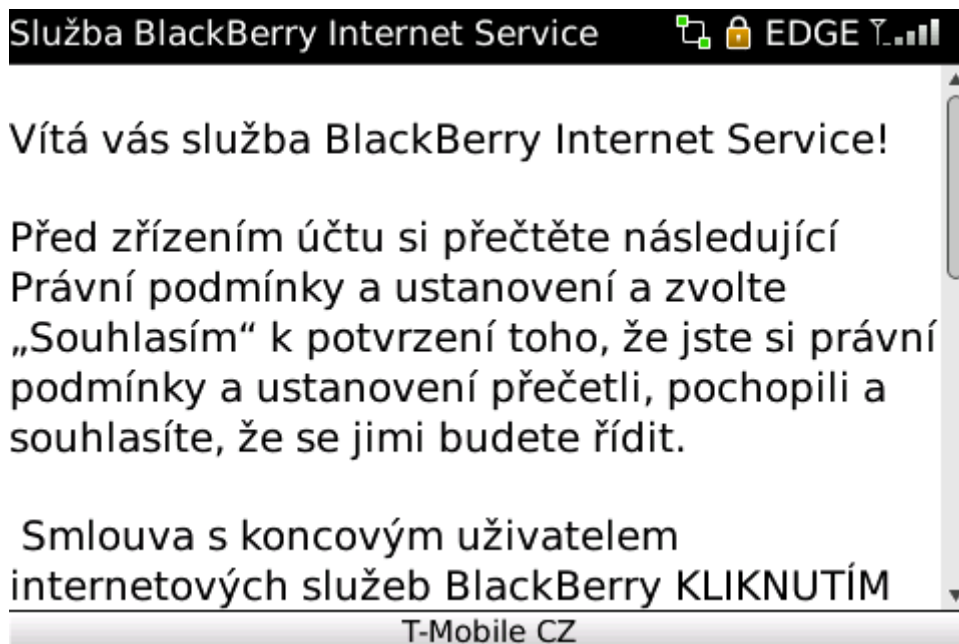 Služba BlackBerry Internet Service EDGE
Vítá vás služba BlackBerry Internet Service!
Před zřízením účtu si přečtěte následující
Právní podmínky a ustanovení a zvolte
„Souhlasím“ k potvrzení toho, že jste si právní
podmínky a ustanovení přečetli, pochopili a
souhlasíte, že se jimi budete řídit.
Smlouva s koncovým uživatelem
internetových služeb BlackBerry KLIKNUTÍM
T-Mobile CZ